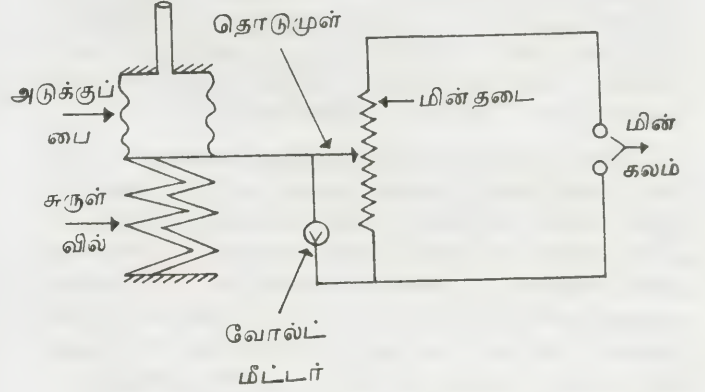 தொடுமுள்
அடுக்குப்
பை
மின் தடை
மின்
கலம்
சுருள்
வில்
V
வோல்ட்
மீட்டர்